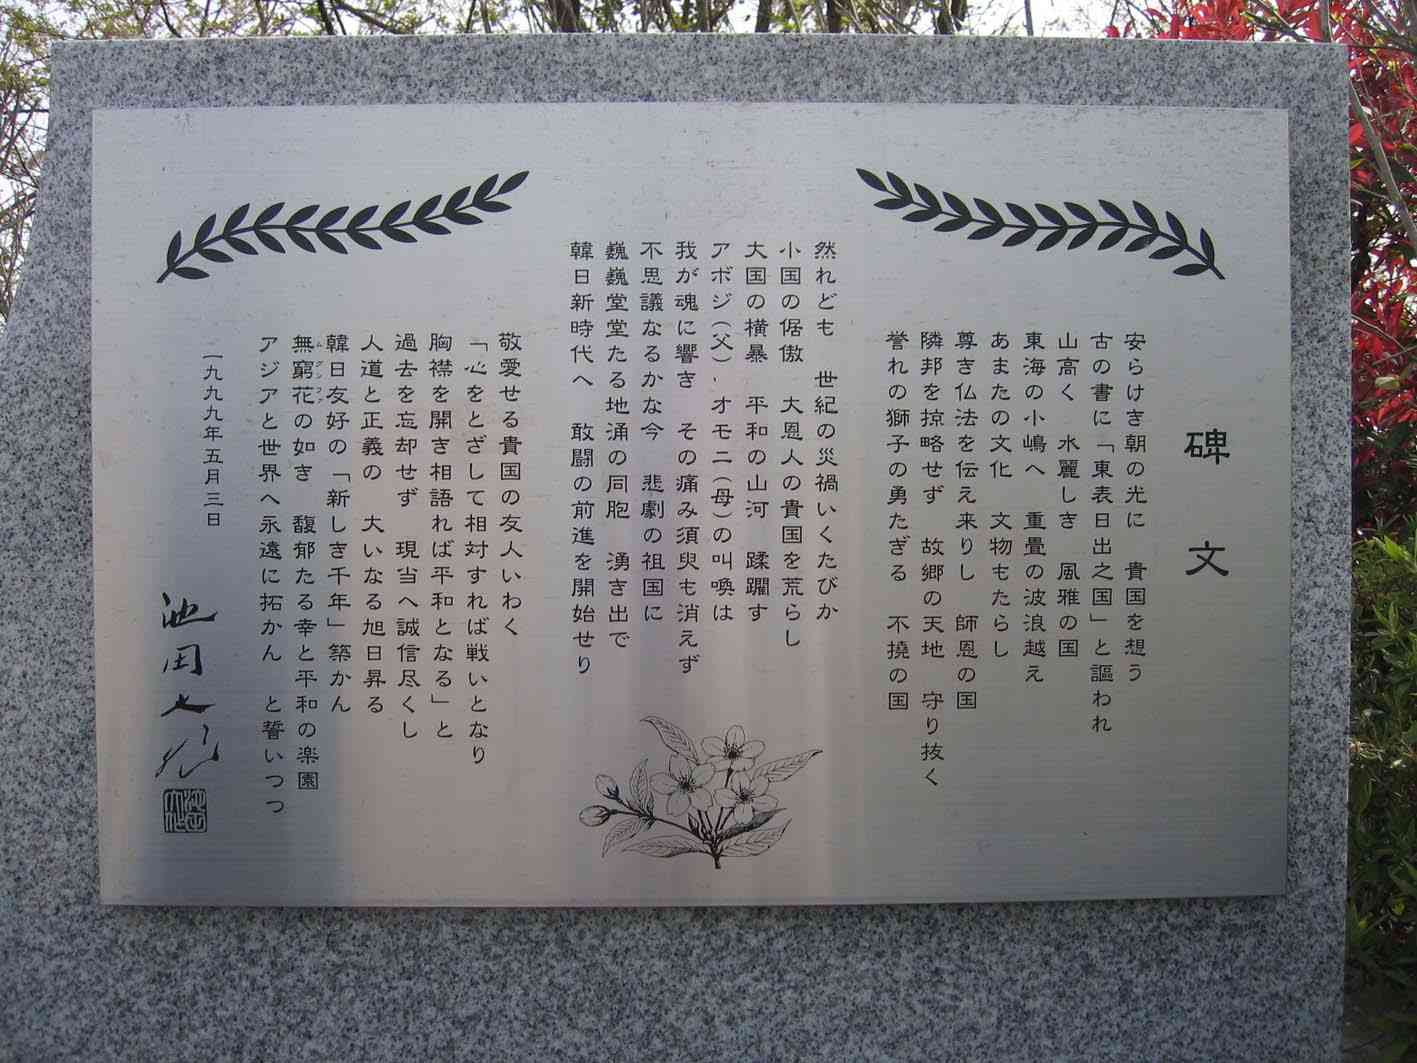 碑文
安らけき朝の光に　貴国を想う
古の書に「東表日出之国」と謳われ
山高く　水麗しき　風雅の国
東海の小嶋へ　重畳の波浪越え
あまたの文化　文物もたらし
尊き仏法を伝え来りし　師恩の国
隣邦を掠略せず　故郷の天地　守り抜く
誉れの獅子の勇たぎる　不撓の国
然れども　世紀の災禍いくたびか
小国の倨傲　大恩人の貴国を荒らし
大国の横暴　平和の山河　蹂躙す
アボジ（父）、オモニ（母）の叫喚は
我が魂に響き　その痛み須臾も消えず
不思議なるかな今　悲劇の祖国に
巍巍堂堂たる地涌の同胞　湧き出で
韓日新時代へ　敢闘の前進を開始せり
敬愛せる貴国の友人いわく
「心をとざして相対すれば戦いとなり
胸襟を開き相語れば平和となる」と
過去を忘却せず　現当へ誠信尽くし
人道と正義の　大いなる旭日昇る
韓日友好の「新しき千年」築かん
無窮花の如き　馥郁たる幸と平和の楽園
ムグンファ
アジアと世界へ永遠に拓かん　と誓いつつ
一九九九年五月三日
池田大作